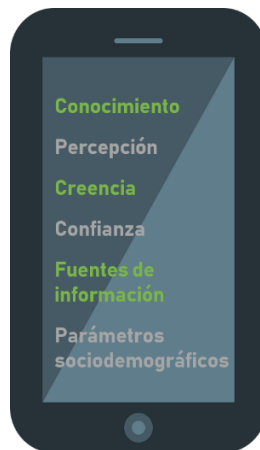 Conocimiento
Percepción
Creencia
Confianza
Fuentes de
información
Parámetros
sociodemográficos